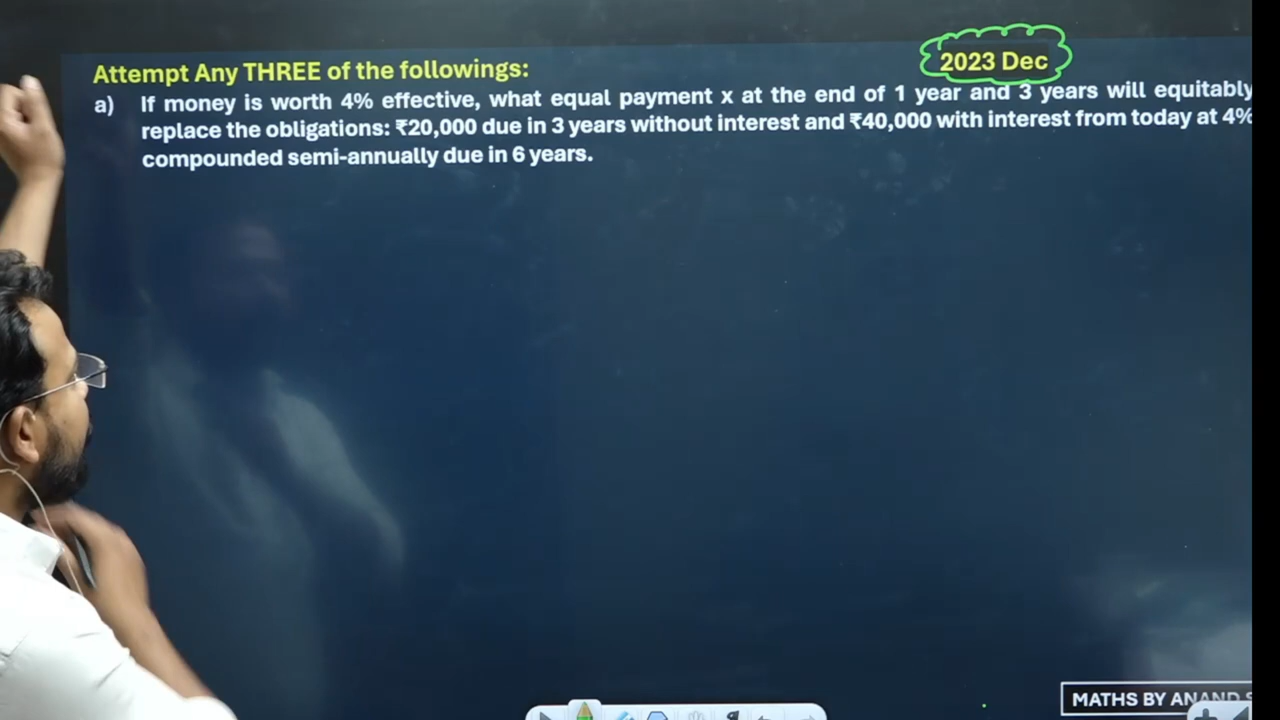 2023 Dec
Attempt Any THREE of the followings:
a) If money is worth 4% effective, what equal payment x at the end of 1 year and 3 years will equitably
replace the obligations: ₹20,000 due in 3 years without interest and ₹40,000 with interest from today at 4%
compounded semi-annually due in 6 years.
MATHS BY ANAND